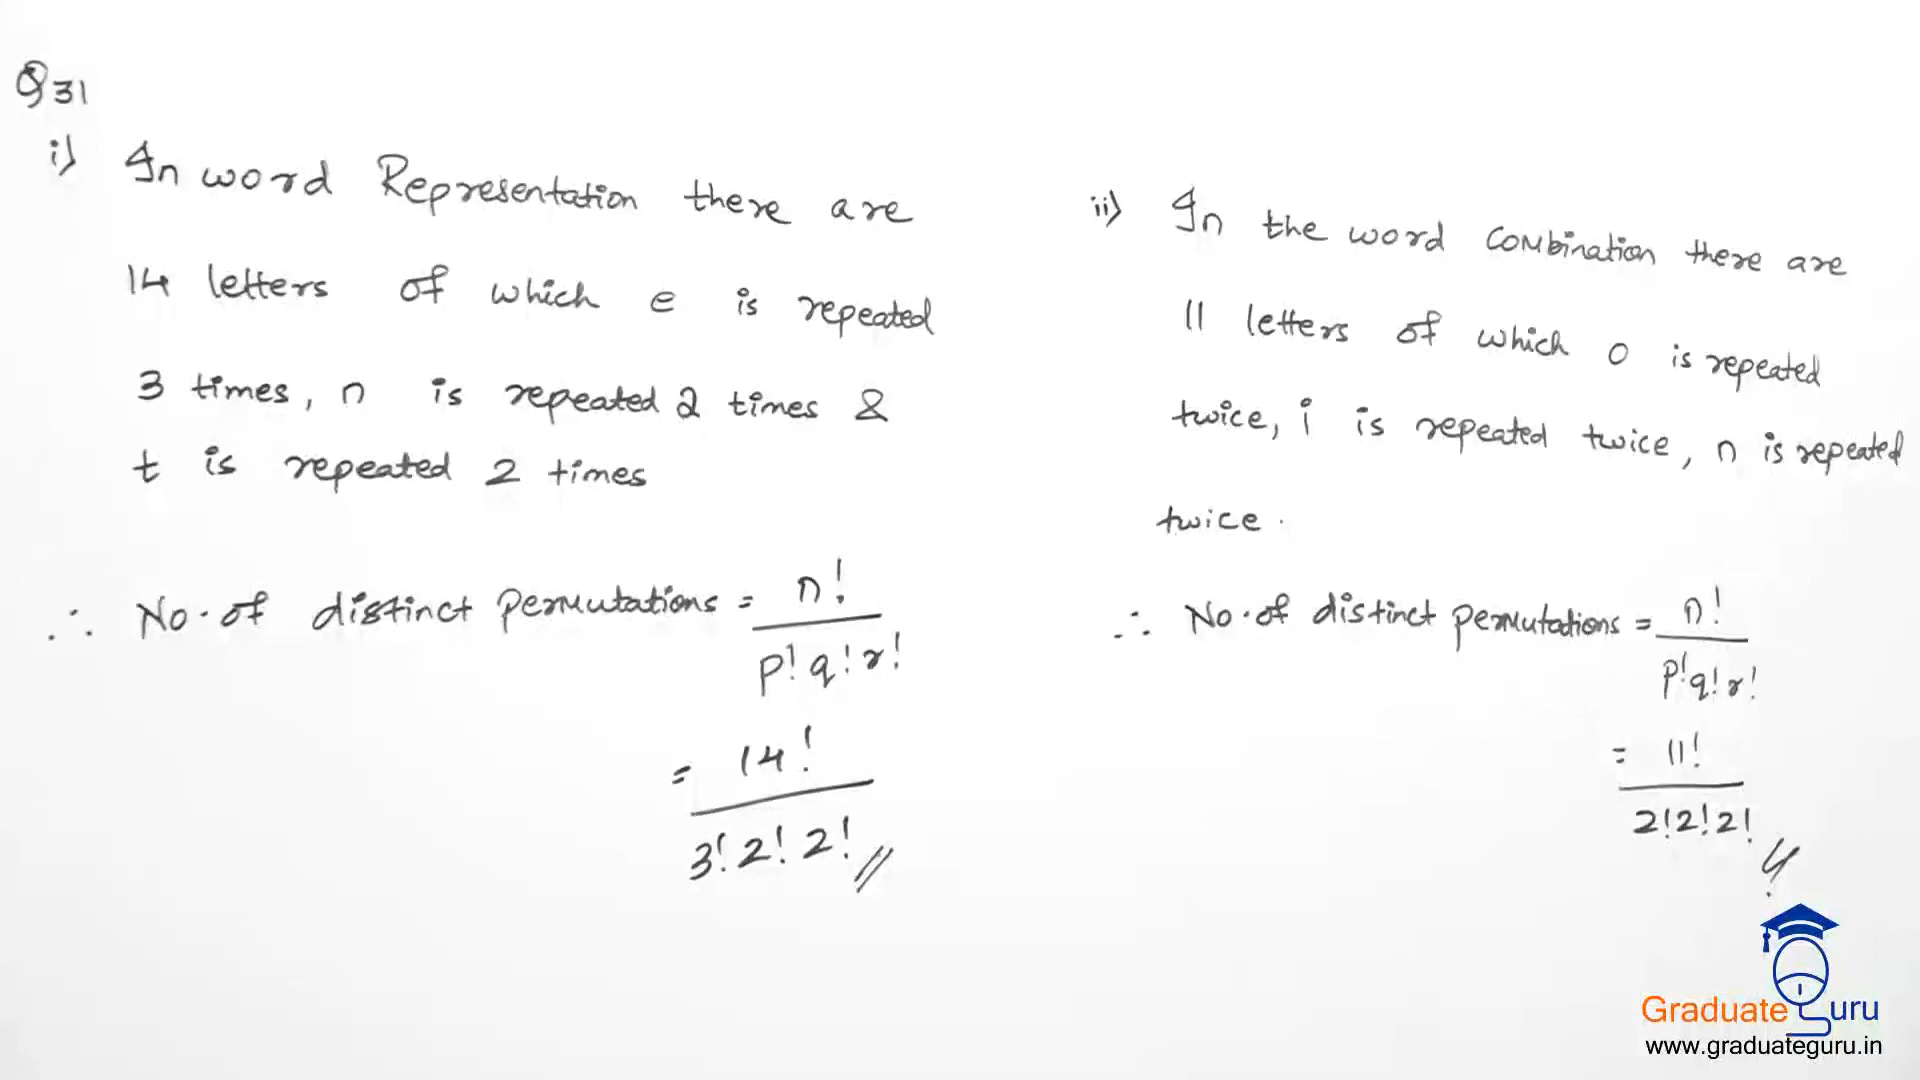 Q31
i) In word Representation there are
14 letters of which e is repeated
3 times, n is repeated 2 times &
t is repeated 2 times
∴ No. of distinct permutations = n! / p! q! r!
= 14! / 3! 2! 2! //
ii) In the word combination there are
11 letters of which o is repeated
twice, i is repeated twice, n is repeated
twice.
∴ No. of distinct permutations = n! / p! q! r!
= 11! / 2! 2! 2! //
Graduate Guru
www.graduateguru.in